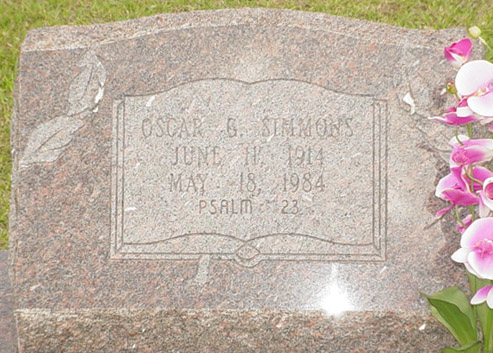 OSCAR G. SIMMONS
JUNE 11, 1914
MAY 18, 1984
PSALM 23